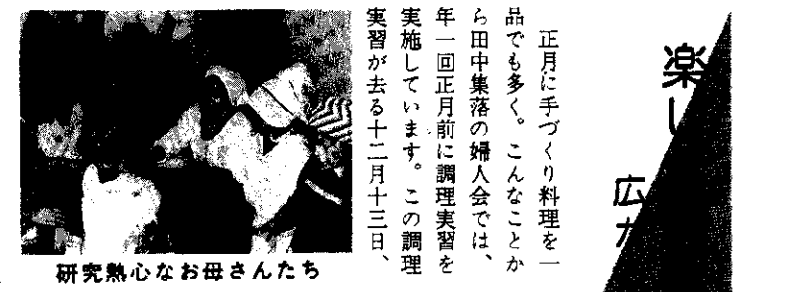 楽し
広が
正月に手づくり料理を一
品でも多く。こんなことか
ら田中集落の婦人会では、
年一回正月前に調理実習を
実施しています。この調理
実習が去る十二月十三日、
研究熱心なお母さんたち